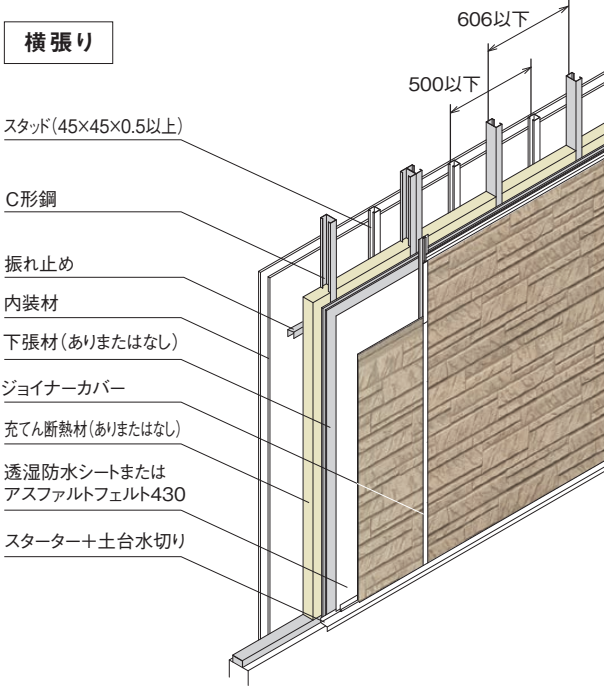 横張り
606以下
500以下
スタッド(45×45×0.5以上)
C形鋼
振れ止め
内装材
下張材(ありまたはなし)
ジョイナーカバー
充てん断熱材(ありまたはなし)
透湿防水シートまたは
アスファルトフェルト430
スターター+土台水切り